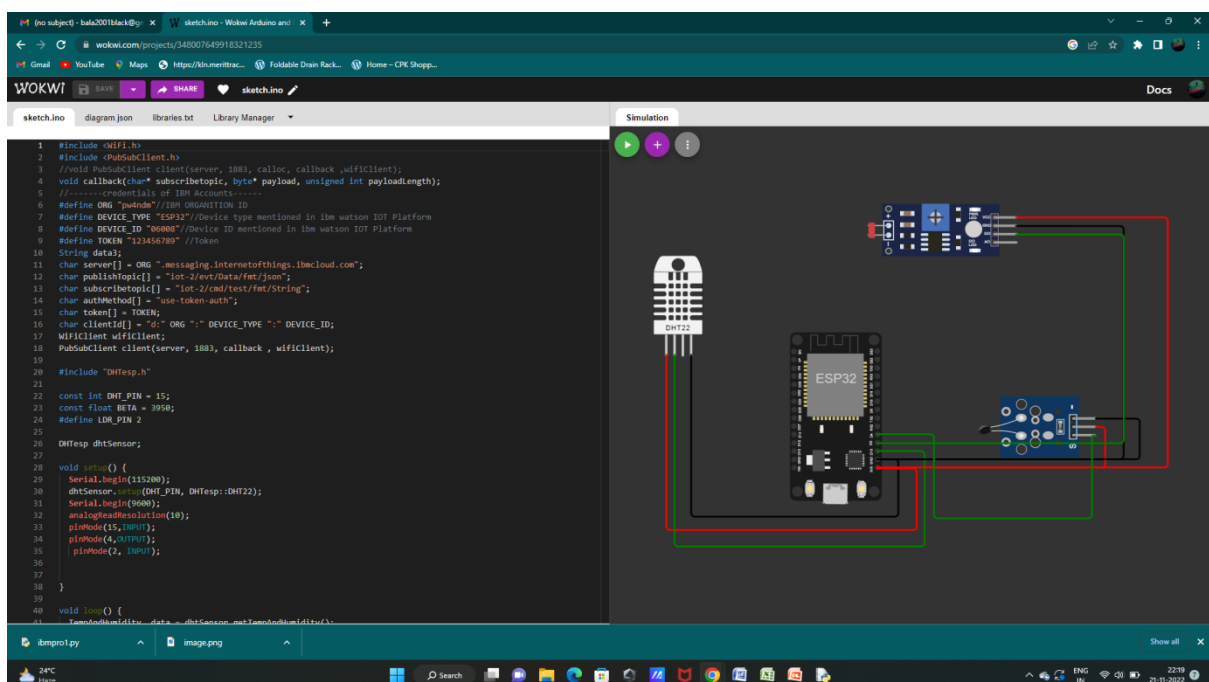 (no subject) - bala2001black@gm
sketch.ino - Wokwi Arduino and
wokwi.com/projects/348007649918321235
Gmail YouTube Maps https://kln.merittrac... Foldable Drain Rack... Home – CPK Shopp...
WOKWI SAVE SHARE sketch.ino Docs
sketch.ino diagram.json libraries.txt Library Manager Simulation
1 #include <WiFi.h>
2 #include <PubSubClient.h>
3 //void PubSubClient client(server, 1883, calloc, callback ,wifiClient);
4 void callback(char* subscribetopic, byte* payload, unsigned int payloadLength);
5 //-------credentials of IBM Accounts------
6 #define ORG "pw4ndm"//IBM ORGANITION ID
7 #define DEVICE_TYPE "ESP32"//Device type mentioned in ibm watson IOT Platform
8 #define DEVICE_ID "06008"//Device ID mentioned in ibm watson IOT Platform
9 #define TOKEN "123456789" //Token
10 String data3;
11 char server[] = ORG ".messaging.internetofthings.ibmcloud.com";
12 char publishTopic[] = "iot-2/evt/Data/fmt/json";
13 char subscribetopic[] = "iot-2/cmd/test/fmt/String";
14 char authMethod[] = "use-token-auth";
15 char token[] = TOKEN;
16 char clientId[] = "d:" ORG ":" DEVICE_TYPE ":" DEVICE_ID;
17 WiFiClient wifiClient;
18 PubSubClient client(server, 1883, callback , wifiClient);
19
20 #include "DHTesp.h"
21
22 const int DHT_PIN = 15;
23 const float BETA = 3950;
24 #define LDR_PIN 2
25
26 DHTesp dhtSensor;
27
28 void setup() {
29 Serial.begin(115200);
30 dhtSensor.setup(DHT_PIN, DHTesp::DHT22);
31 Serial.begin(9600);
32 analogReadResolution(10);
33 pinMode(15,INPUT);
34 pinMode(4,OUTPUT);
35 pinMode(2, INPUT);
36
37
38 }
39
40 void loop() {
41 TempAndHumidity data = dhtSensor.getTempAndHumidity();
DHT22
ESP32
S
ibmpro1.py image.png Show all
24°C
Haze
Search
ENG
IN
22:19
21-11-2022